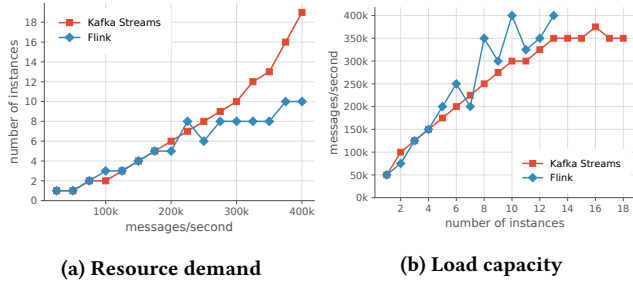 Kafka Streams
Flink
number of instances
18
16
14
12
10
8
6
4
2
0
100k
200k
300k
400k
messages/second
(a) Resource demand
messages/second
400k
350k
300k
250k
200k
150k
100k
50k
0k
Kafka Streams
Flink
2
4
6
8
10
12
14
16
18
number of instances
(b) Load capacity